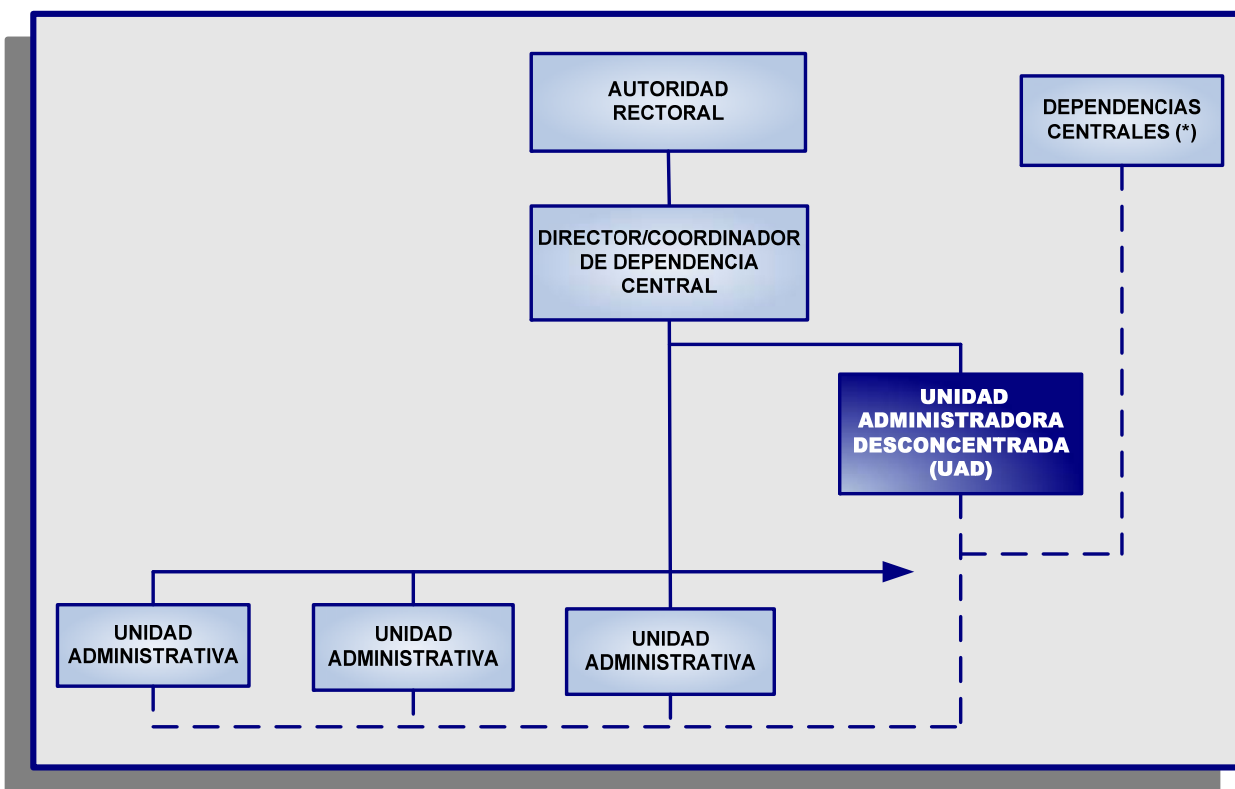 AUTORIDAD
RECTORAL
DEPENDENCIAS
CENTRALES (*)
DIRECTOR/COORDINADOR
DE DEPENDENCIA
CENTRAL
UNIDAD
ADMINISTRADORA
DESCONCENTRADA
(UAD)
UNIDAD
ADMINISTRATIVA
UNIDAD
ADMINISTRATIVA
UNIDAD
ADMINISTRATIVA